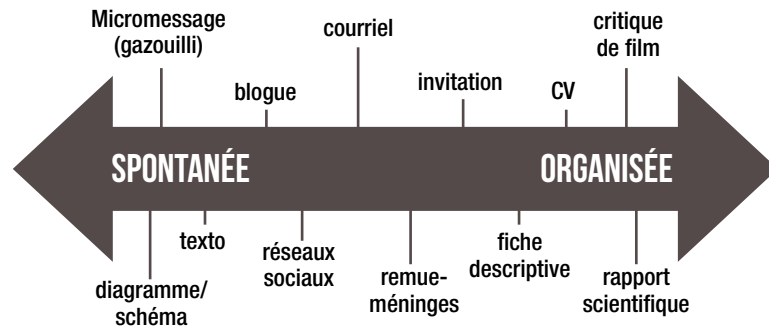 Micromessage
(gazouilli)
blogue
courriel
invitation
CV
critique
de film
SPONTANÉE
ORGANISÉE
diagramme/
schéma
texto
réseaux
sociaux
remue-
méninges
fiche
descriptive
rapport
scientifique